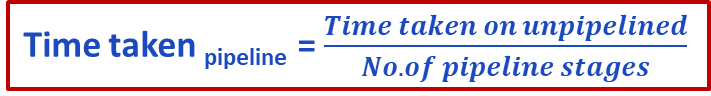 Time taken pipeline = Time taken on unpipelined
No.of pipeline stages